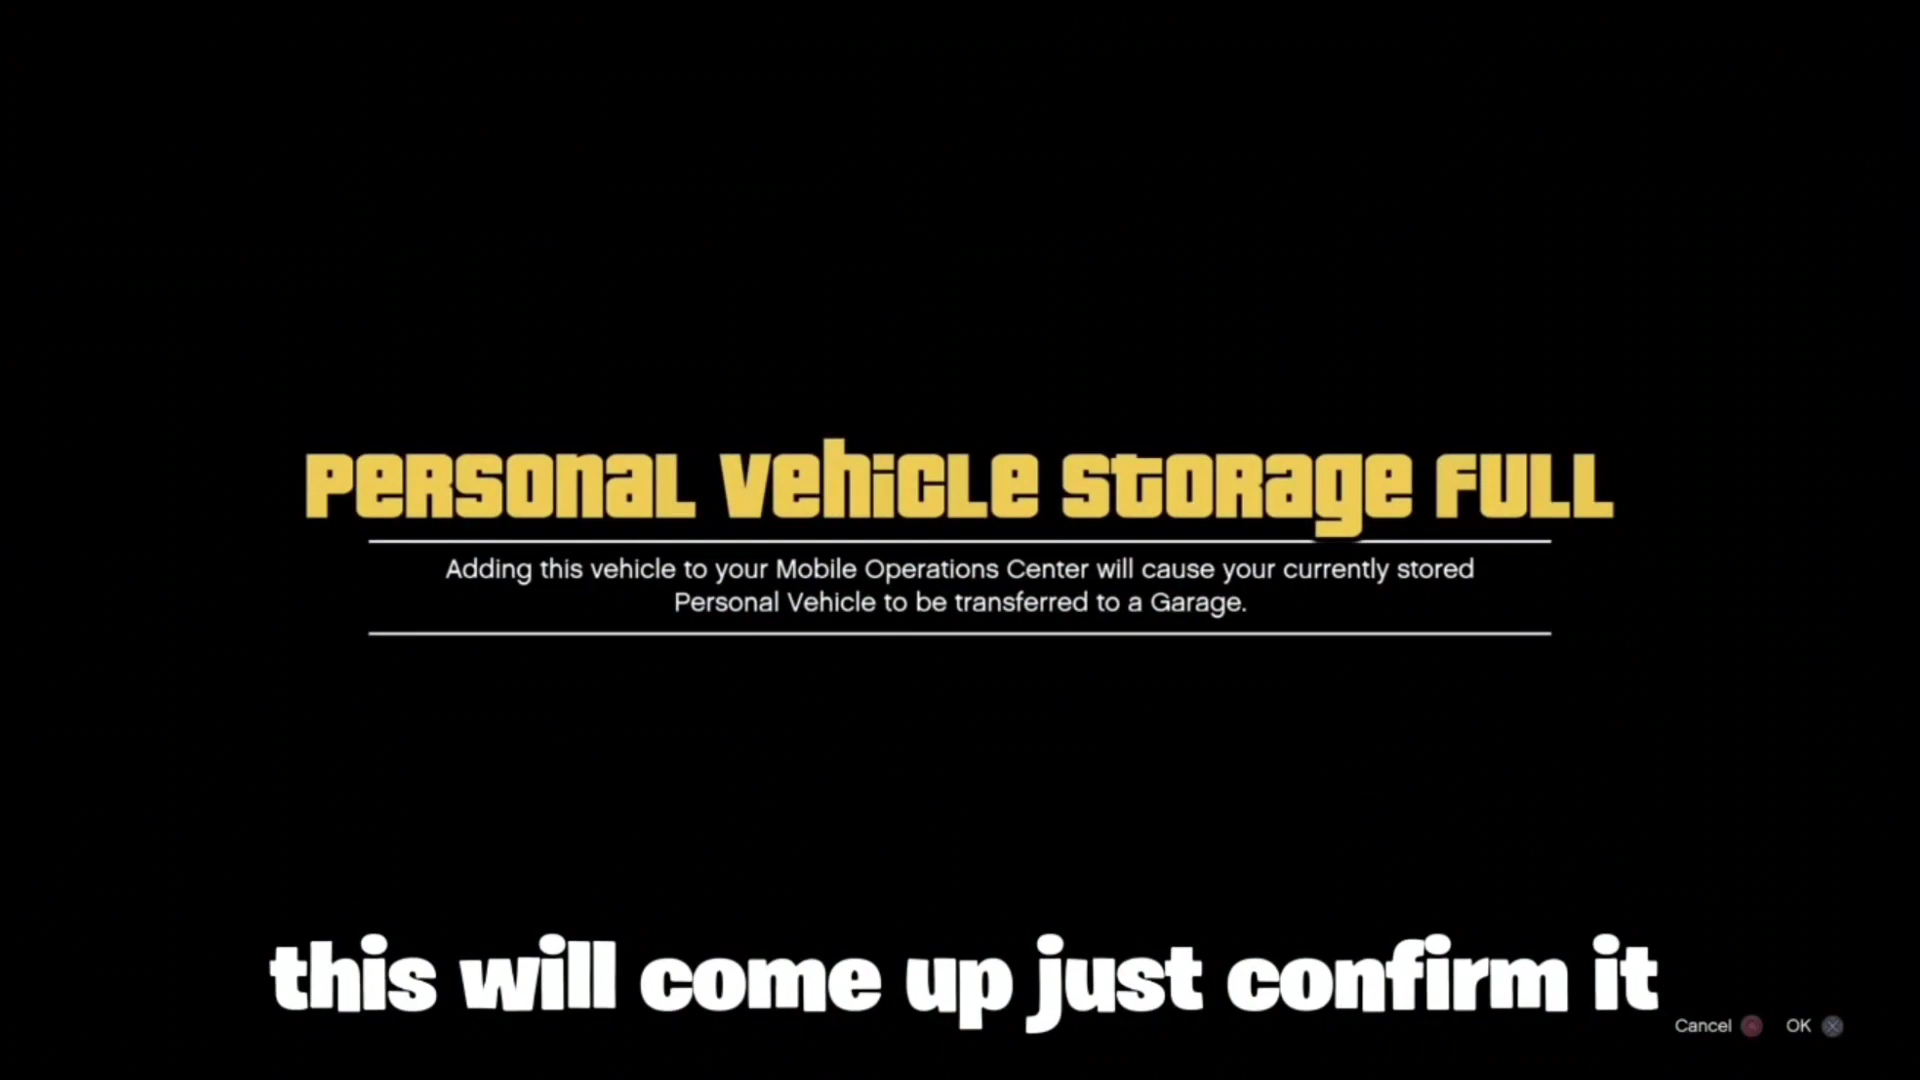 PERSONAL VEHICLE STORAGE FULL
Adding this vehicle to your Mobile Operations Center will cause your currently stored
Personal Vehicle to be transferred to a Garage.
this will come up just confirm it
Cancel OK